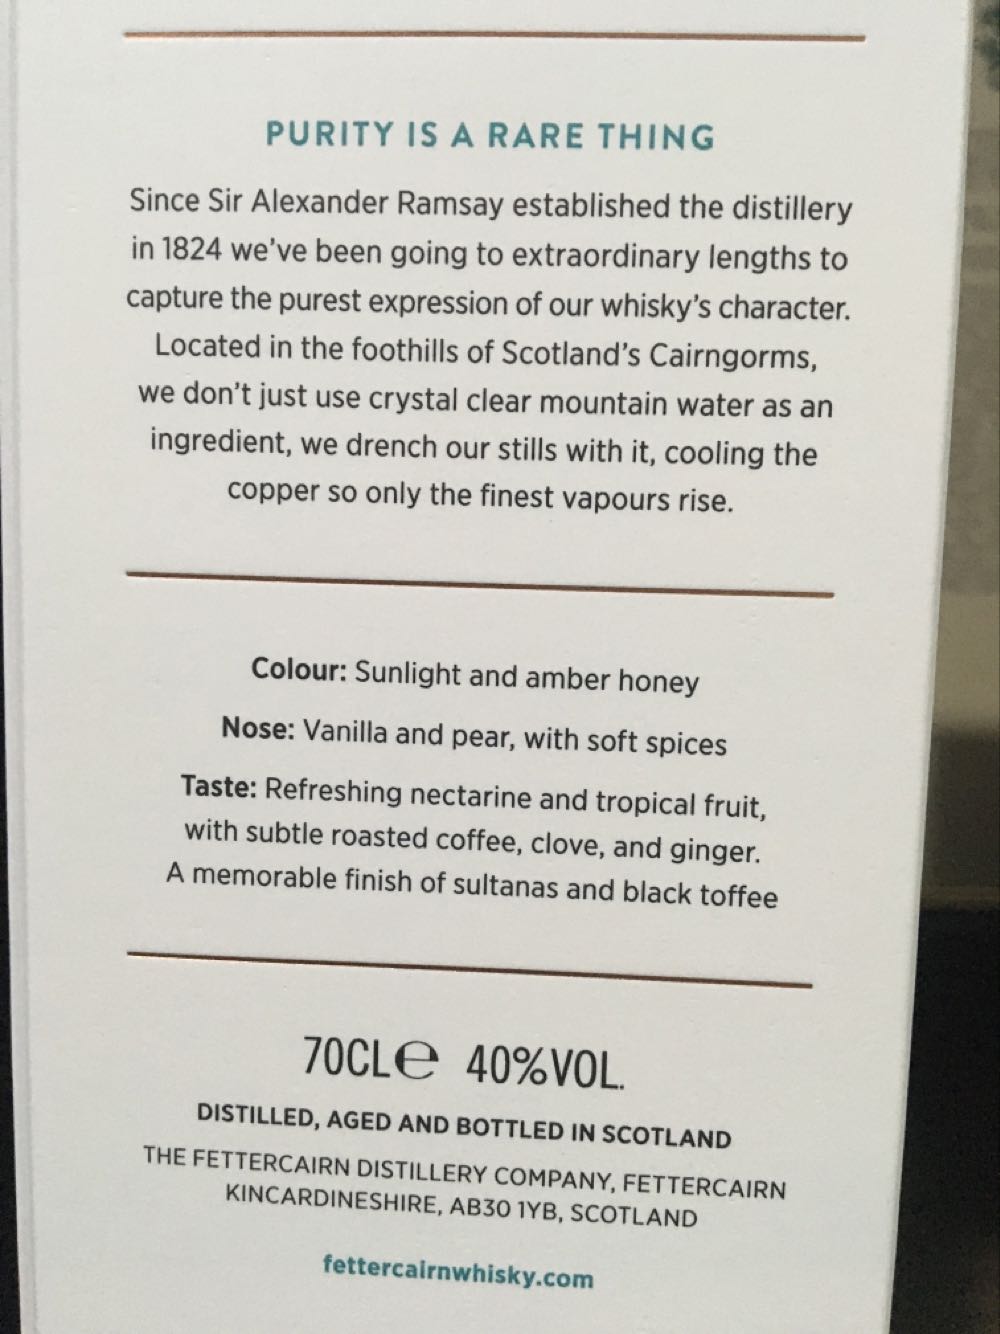 PURITY IS A RARE THING
Since Sir Alexander Ramsay established the distillery
in 1824 we've been going to extraordinary lengths to
capture the purest expression of our whisky's character.
Located in the foothills of Scotland's Cairngorms,
we don't just use crystal clear mountain water as an
ingredient, we drench our stills with it, cooling the
copper so only the finest vapours rise.
Colour: Sunlight and amber honey
Nose: Vanilla and pear, with soft spices
Taste: Refreshing nectarine and tropical fruit,
with subtle roasted coffee, clove, and ginger.
A memorable finish of sultanas and black toffee
70CL℮ 40%VOL.
DISTILLED, AGED AND BOTTLED IN SCOTLAND
THE FETTERCAIRN DISTILLERY COMPANY, FETTERCAIRN
KINCARDINESHIRE, AB30 1YB, SCOTLAND
fettercairnwhisky.com